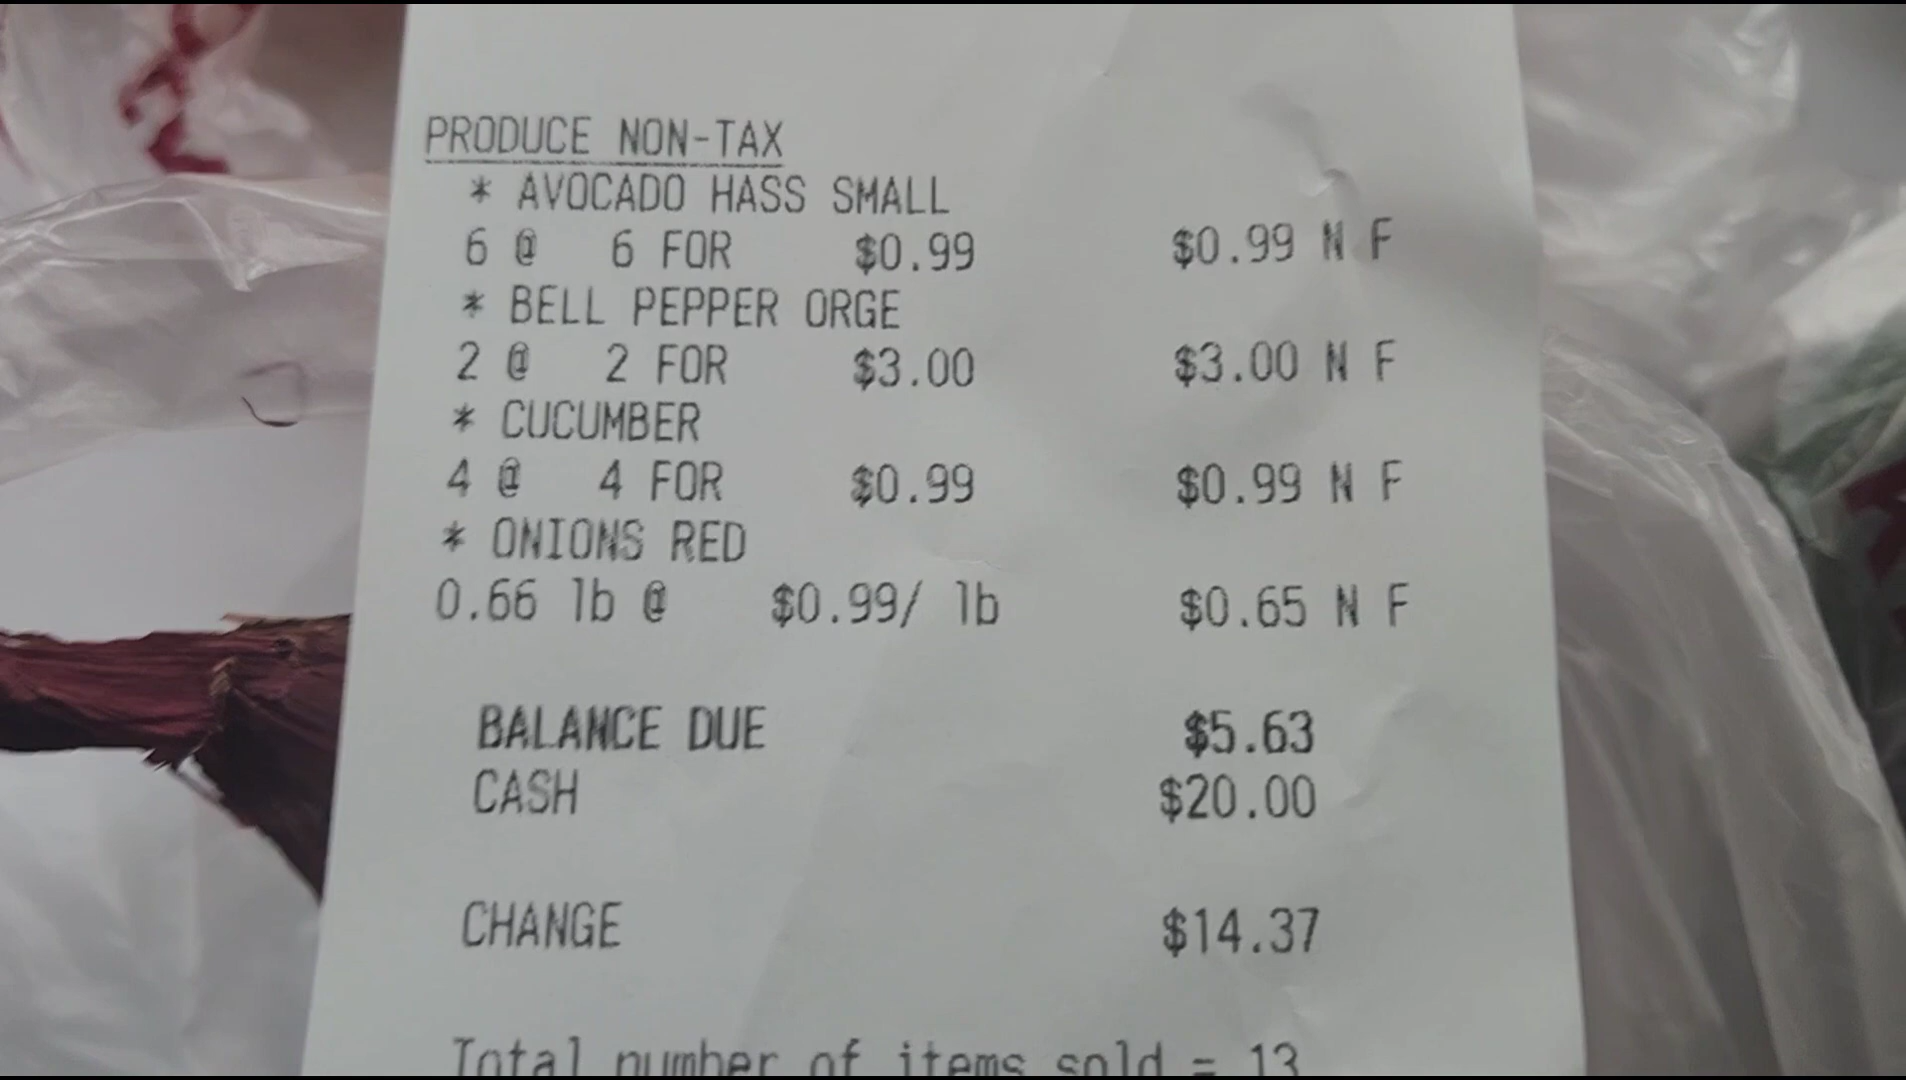 PRODUCE NON-TAX
* AVOCADO HASS SMALL
6 @ 6 FOR $0.99 $0.99 N F
* BELL PEPPER ORGE
2 @ 2 FOR $3.00 $3.00 N F
* CUCUMBER
4 @ 4 FOR $0.99 $0.99 N F
* ONIONS RED
0.66 lb @ $0.99/ lb $0.65 N F
BALANCE DUE $5.63
CASH $20.00
CHANGE $14.37
Total number of items sold = 13